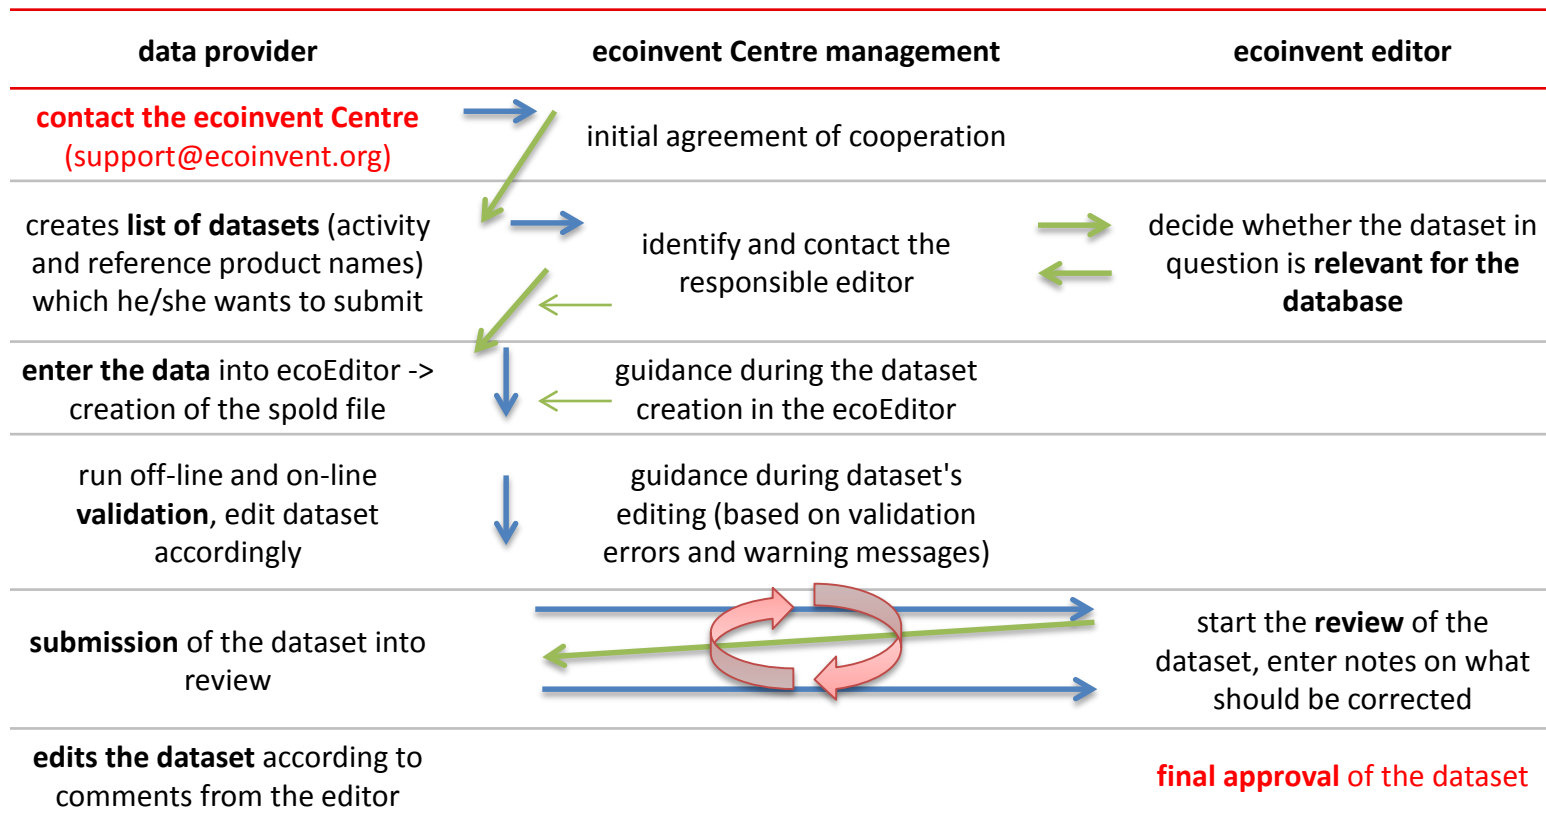 data provider
ecoinvent Centre management
ecoinvent editor
contact the ecoinvent Centre
(support@ecoinvent.org)
initial agreement of cooperation
creates list of datasets (activity
and reference product names)
which he/she wants to submit
identify and contact the
responsible editor
decide whether the dataset in
question is relevant for the
database
enter the data into ecoEditor ->
creation of the spold file
guidance during the dataset
creation in the ecoEditor
run off-line and on-line
validation, edit dataset
accordingly
guidance during dataset's
editing (based on validation
errors and warning messages)
submission of the dataset into
review
start the review of the
dataset, enter notes on what
should be corrected
edits the dataset according to
comments from the editor
final approval of the dataset